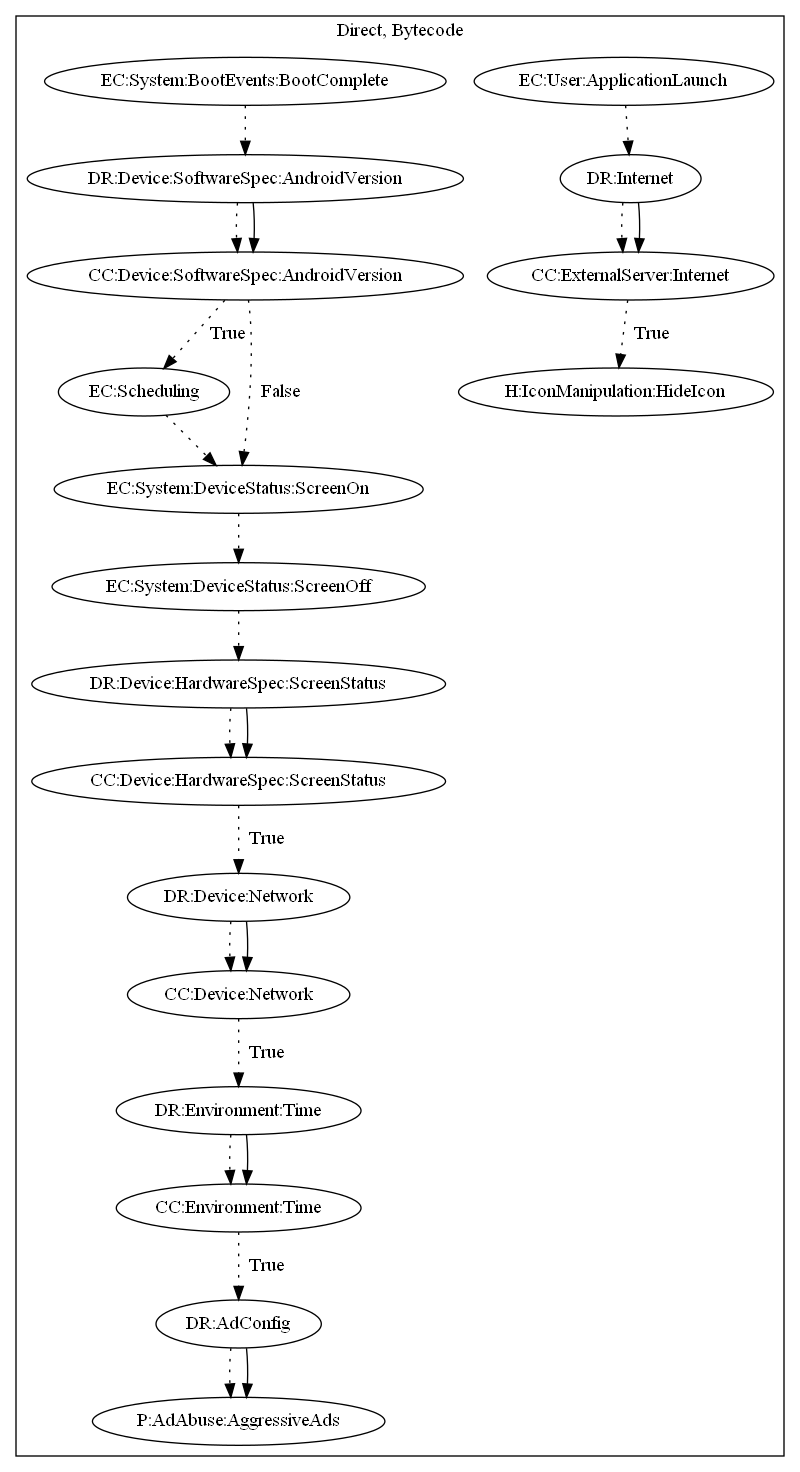 Direct, Bytecode
EC:System:BootEvents:BootComplete
EC:User:ApplicationLaunch
DR:Device:SoftwareSpec:AndroidVersion
DR:Internet
CC:Device:SoftwareSpec:AndroidVersion
CC:ExternalServer:Internet
True
True
EC:Scheduling
False
H:IconManipulation:HideIcon
EC:System:DeviceStatus:ScreenOn
EC:System:DeviceStatus:ScreenOff
DR:Device:HardwareSpec:ScreenStatus
CC:Device:HardwareSpec:ScreenStatus
True
DR:Device:Network
CC:Device:Network
True
DR:Environment:Time
CC:Environment:Time
True
DR:AdConfig
P:AdAbuse:AggressiveAds